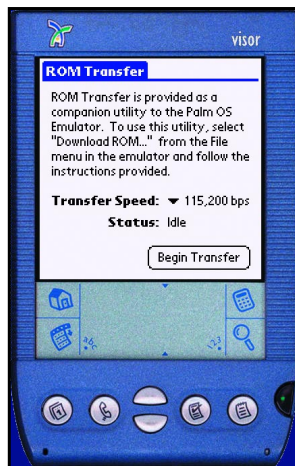 visor
ROM Transfer
ROM Transfer is provided as a
companion utility to the Palm OS
Emulator. To use this utility, select
"Download ROM..." from the File
menu in the emulator and follow the
instructions provided.
Transfer Speed: 115,200 bps
Status: Idle
Begin Transfer
abc
123